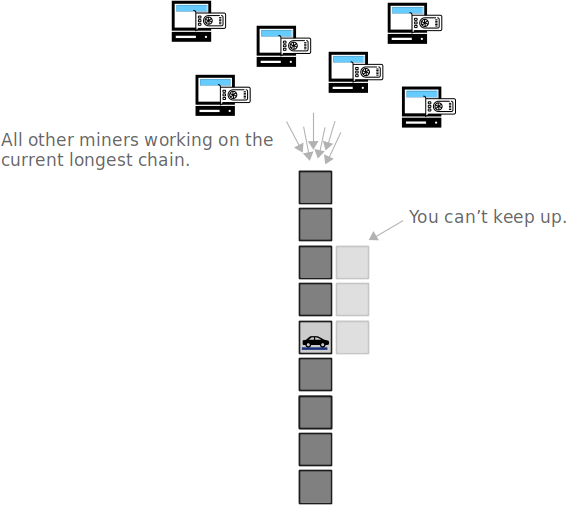 All other miners working on the
current longest chain.
You can’t keep up.